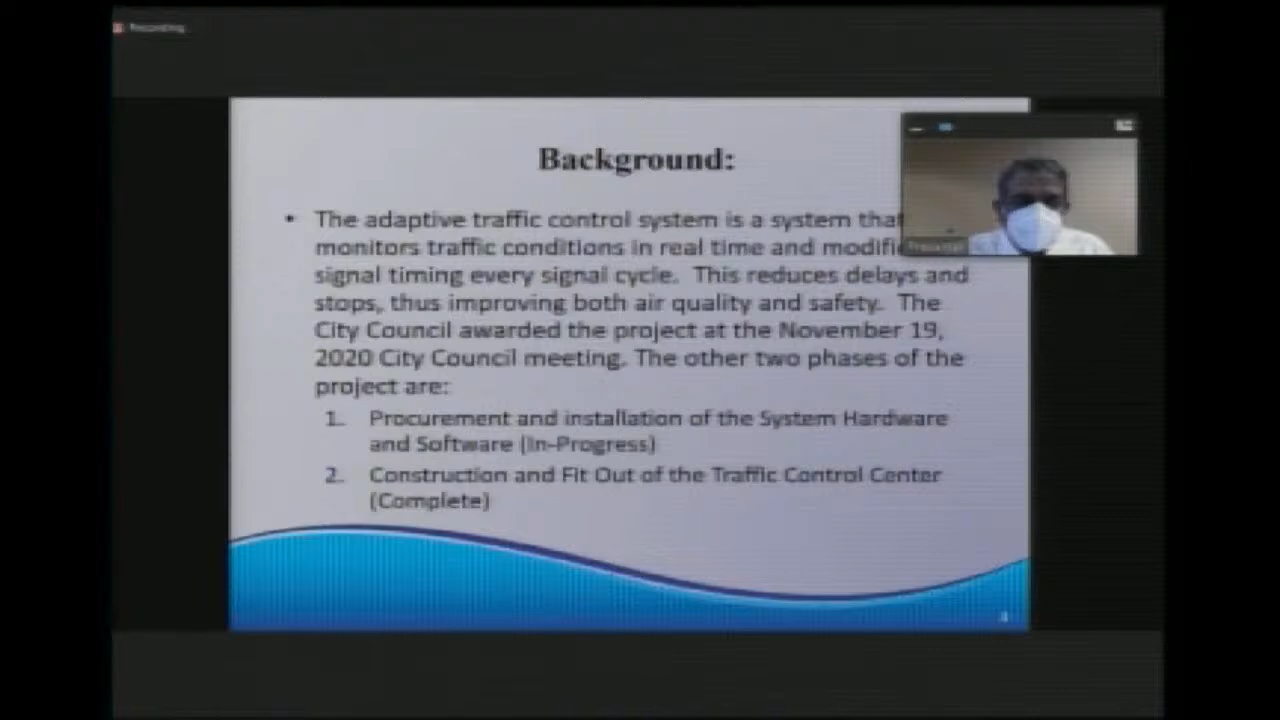 Recording
Background:
• The adaptive traffic control system is a system that
monitors traffic conditions in real time and modifie
signal timing every signal cycle. This reduces delays and
stops, thus improving both air quality and safety. The
City Council awarded the project at the November 19,
2020 City Council meeting. The other two phases of the
project are:
1. Procurement and installation of the System Hardware
and Software (In-Progress)
2. Construction and Fit Out of the Traffic Control Center
(Complete)